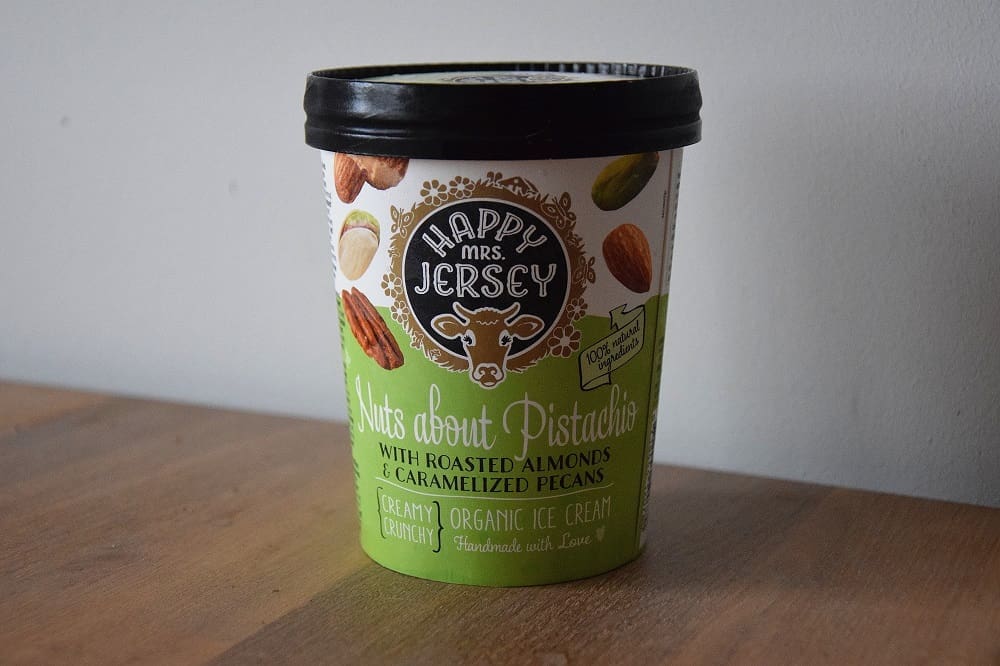 HAPPY
MRS.
JERSEY
100% natural
ingredients
Nuts about Pistachio
WITH ROASTED ALMONDS
& CARAMELIZED PECANS
CREAMY
CRUNCHY
ORGANIC ICE CREAM
Handmade with Love